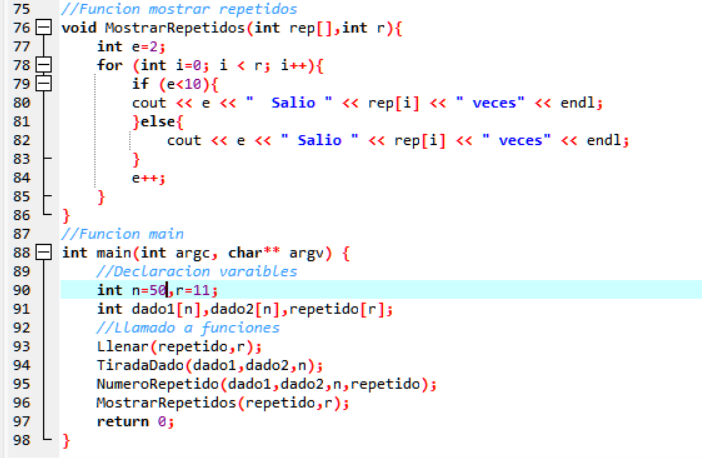 75 //Funcion mostrar repetidos
76 void MostrarRepetidos(int rep[],int r){
77     int e=2;
78     for (int i=0; i < r; i++){
79         if (e<10){
80         cout << e << "  Salio " << rep[i] << " veces" << endl;
81         }else{
82             cout << e << " Salio " << rep[i] << " veces" << endl;
83         }
84         e++;
85     }
86 }
87 //Funcion main
88 int main(int argc, char** argv) {
89     //Declaracion varaibles
90     int n=50,r=11;
91     int dado1[n],dado2[n],repetido[r];
92     //Llamado a funciones
93     Llenar(repetido,r);
94     TiradaDado(dado1,dado2,n);
95     NumeroRepetido(dado1,dado2,n,repetido);
96     MostrarRepetidos(repetido,r);
97     return 0;
98 }